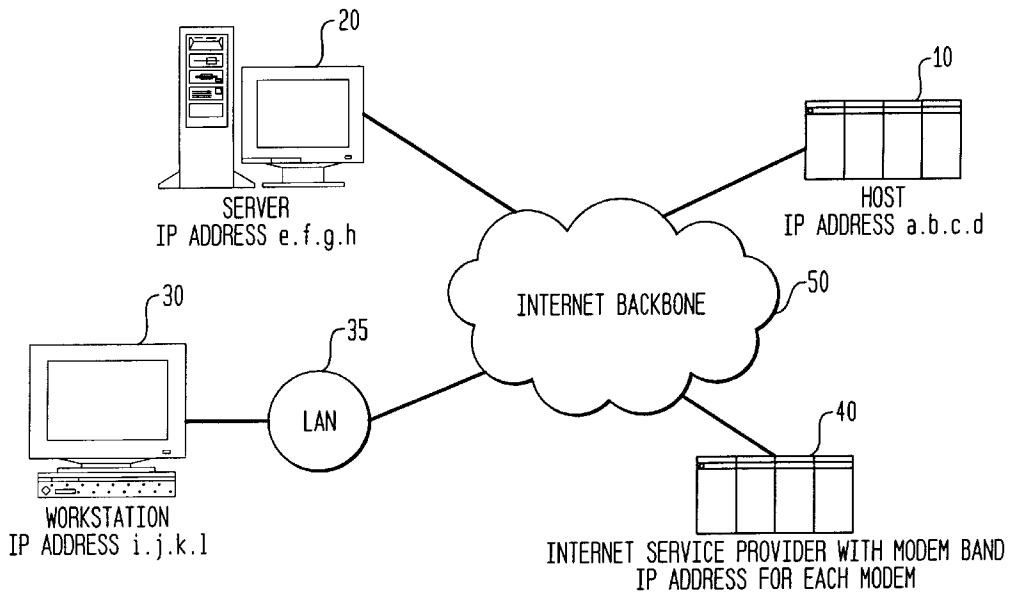 20
10
SERVER
IP ADDRESS e.f.g.h
HOST
IP ADDRESS a.b.c.d
INTERNET BACKBONE
50
30
35
LAN
40
WORKSTATION
IP ADDRESS i.j.k.l
INTERNET SERVICE PROVIDER WITH MODEM BAND
IP ADDRESS FOR EACH MODEM